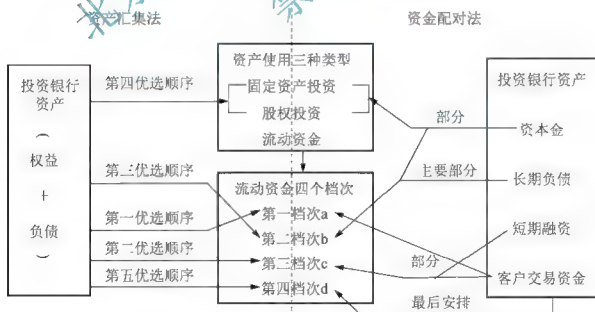 资产汇集法
资金配对法
资产使用三种类型
固定资产投资
股权投资
流动资金
投资银行
资产
（
权益
+
负债
）
第四优选顺序
第三优选顺序
第一优选顺序
第二优选顺序
第五优选顺序
流动资金四个档次
第一档次a
第二档次b
第三档次c
第四档次d
部分
主要部分
部分
最后安排
投资银行资产
资本金
长期负债
短期融资
客户交易资金